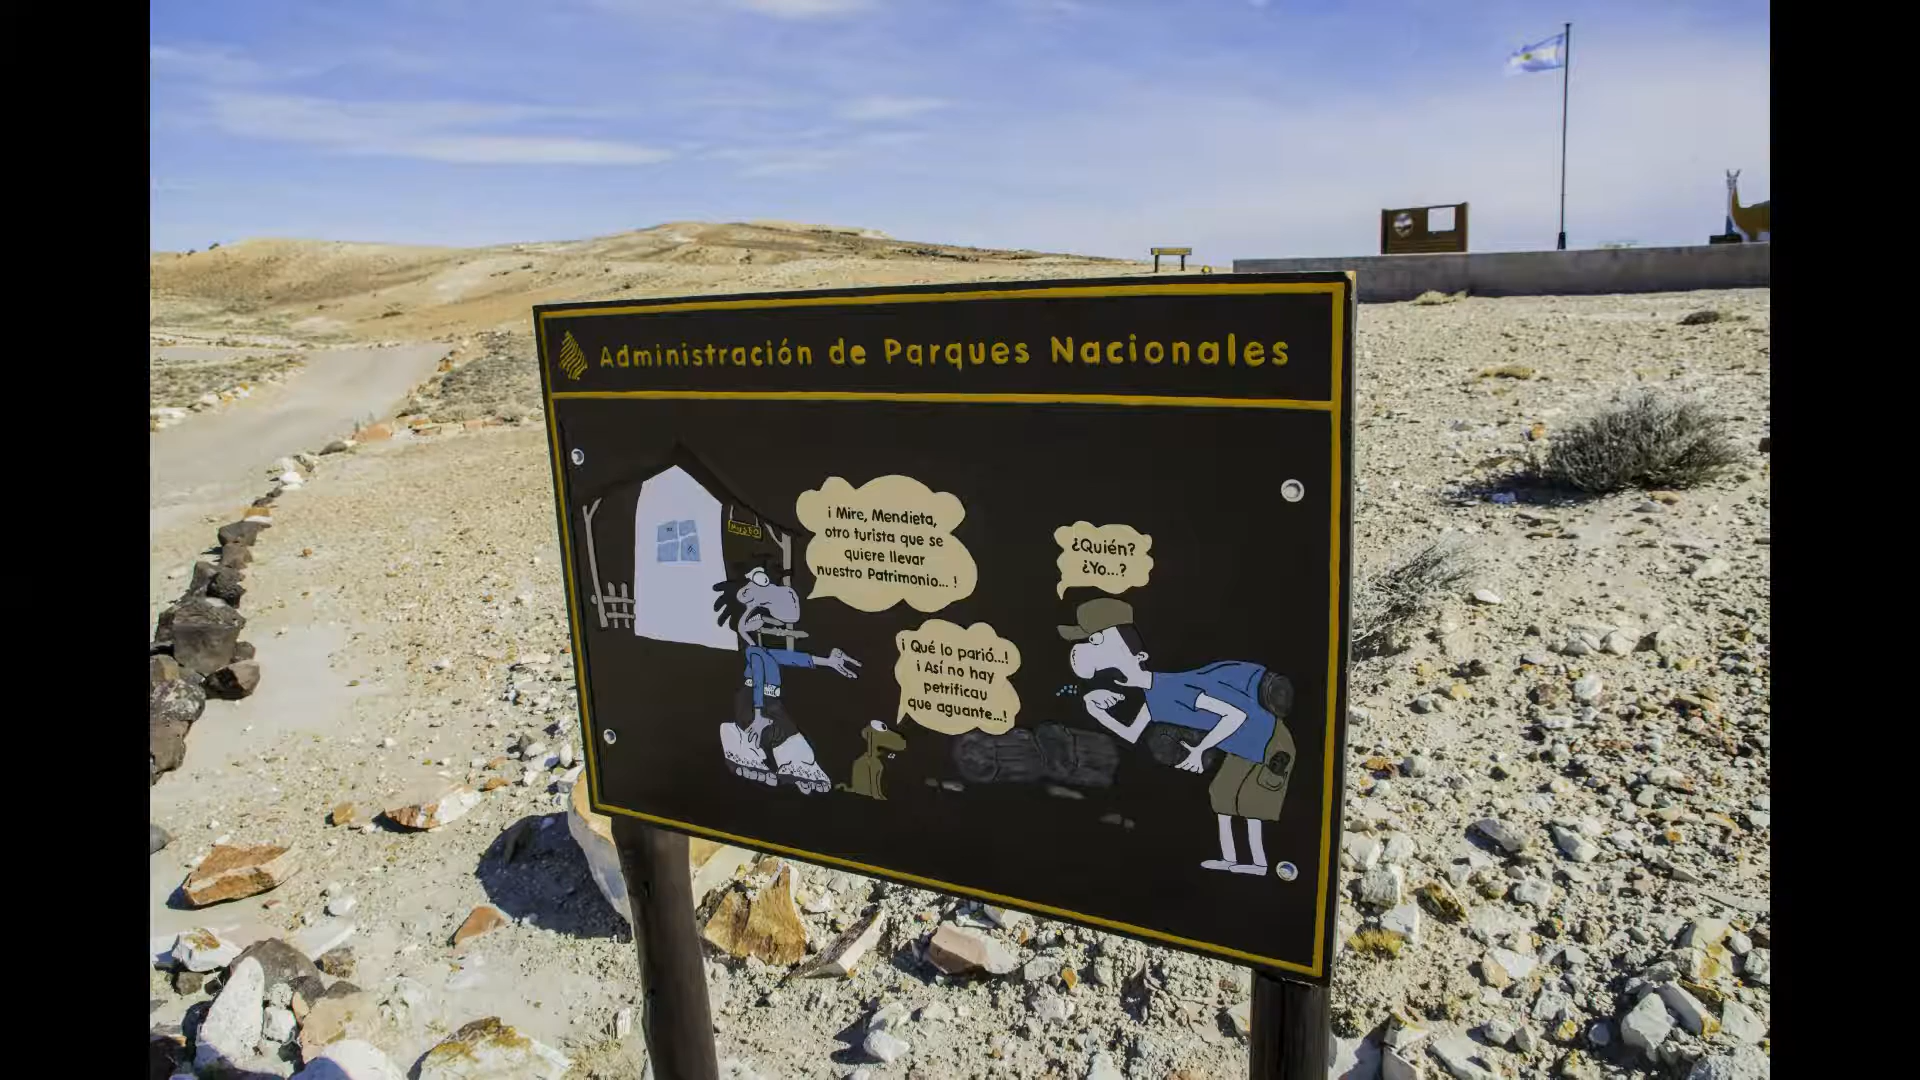 Administración de Parques Nacionales
Museo
¡ Mire, Mendieta,
otro turista que se
quiere llevar
nuestro Patrimonio... !
¿Quién?
¿Yo...?
¡ Qué lo parió...!
¡ Así no hay
petrificau
que aguante...!